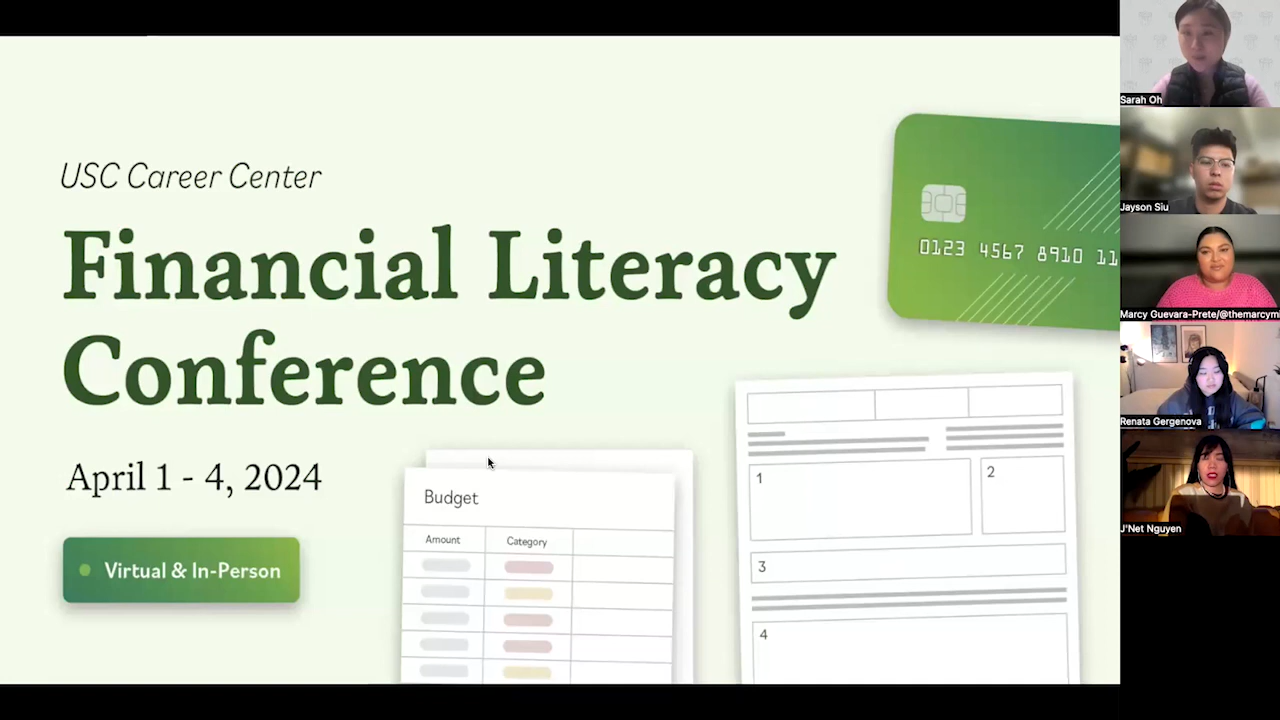 USC Career Center
Financial Literacy
Conference
April 1 - 4, 2024
Virtual & In-Person
0123 4567 8910 11
Budget
Amount
Category
1
2
3
4
Sarah Oh
Jayson Siu
Marcy Guevara-Prete/@themarcymi
Renata Gergenova
J'Net Nguyen